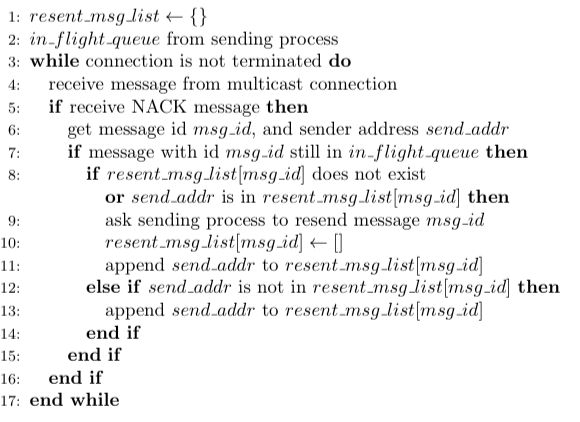 1: resent_msg_list ← {}
2: in_flight_queue from sending process
3: while connection is not terminated do
4: receive message from multicast connection
5: if receive NACK message then
6: get message id msg_id, and sender address send_addr
7: if message with id msg_id still in in_flight_queue then
8: if resent_msg_list[msg_id] does not exist
or send_addr is in resent_msg_list[msg_id] then
9: ask sending process to resend message msg_id
10: resent_msg_list[msg_id] ← []
11: append send_addr to resent_msg_list[msg_id]
12: else if send_addr is not in resent_msg_list[msg_id] then
13: append send_addr to resent_msg_list[msg_id]
14: end if
15: end if
16: end if
17: end while